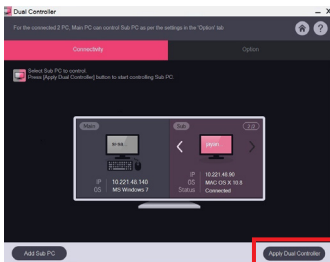 Dual Controller
For the connected 2 PC, Main PC can control Sub PC as per the settings in the 'Option' tab
Connectivity
Option
Select Sub PC to control.
Press [Apply Dual Controller] button to start controlling Sub PC
Main
Sub
IP 10.221.48.140
OS MS Windows 7
IP 10.221.48.90
OS MAC OS X 10.8
Status Connected
Add Sub PC
Apply Dual Controller